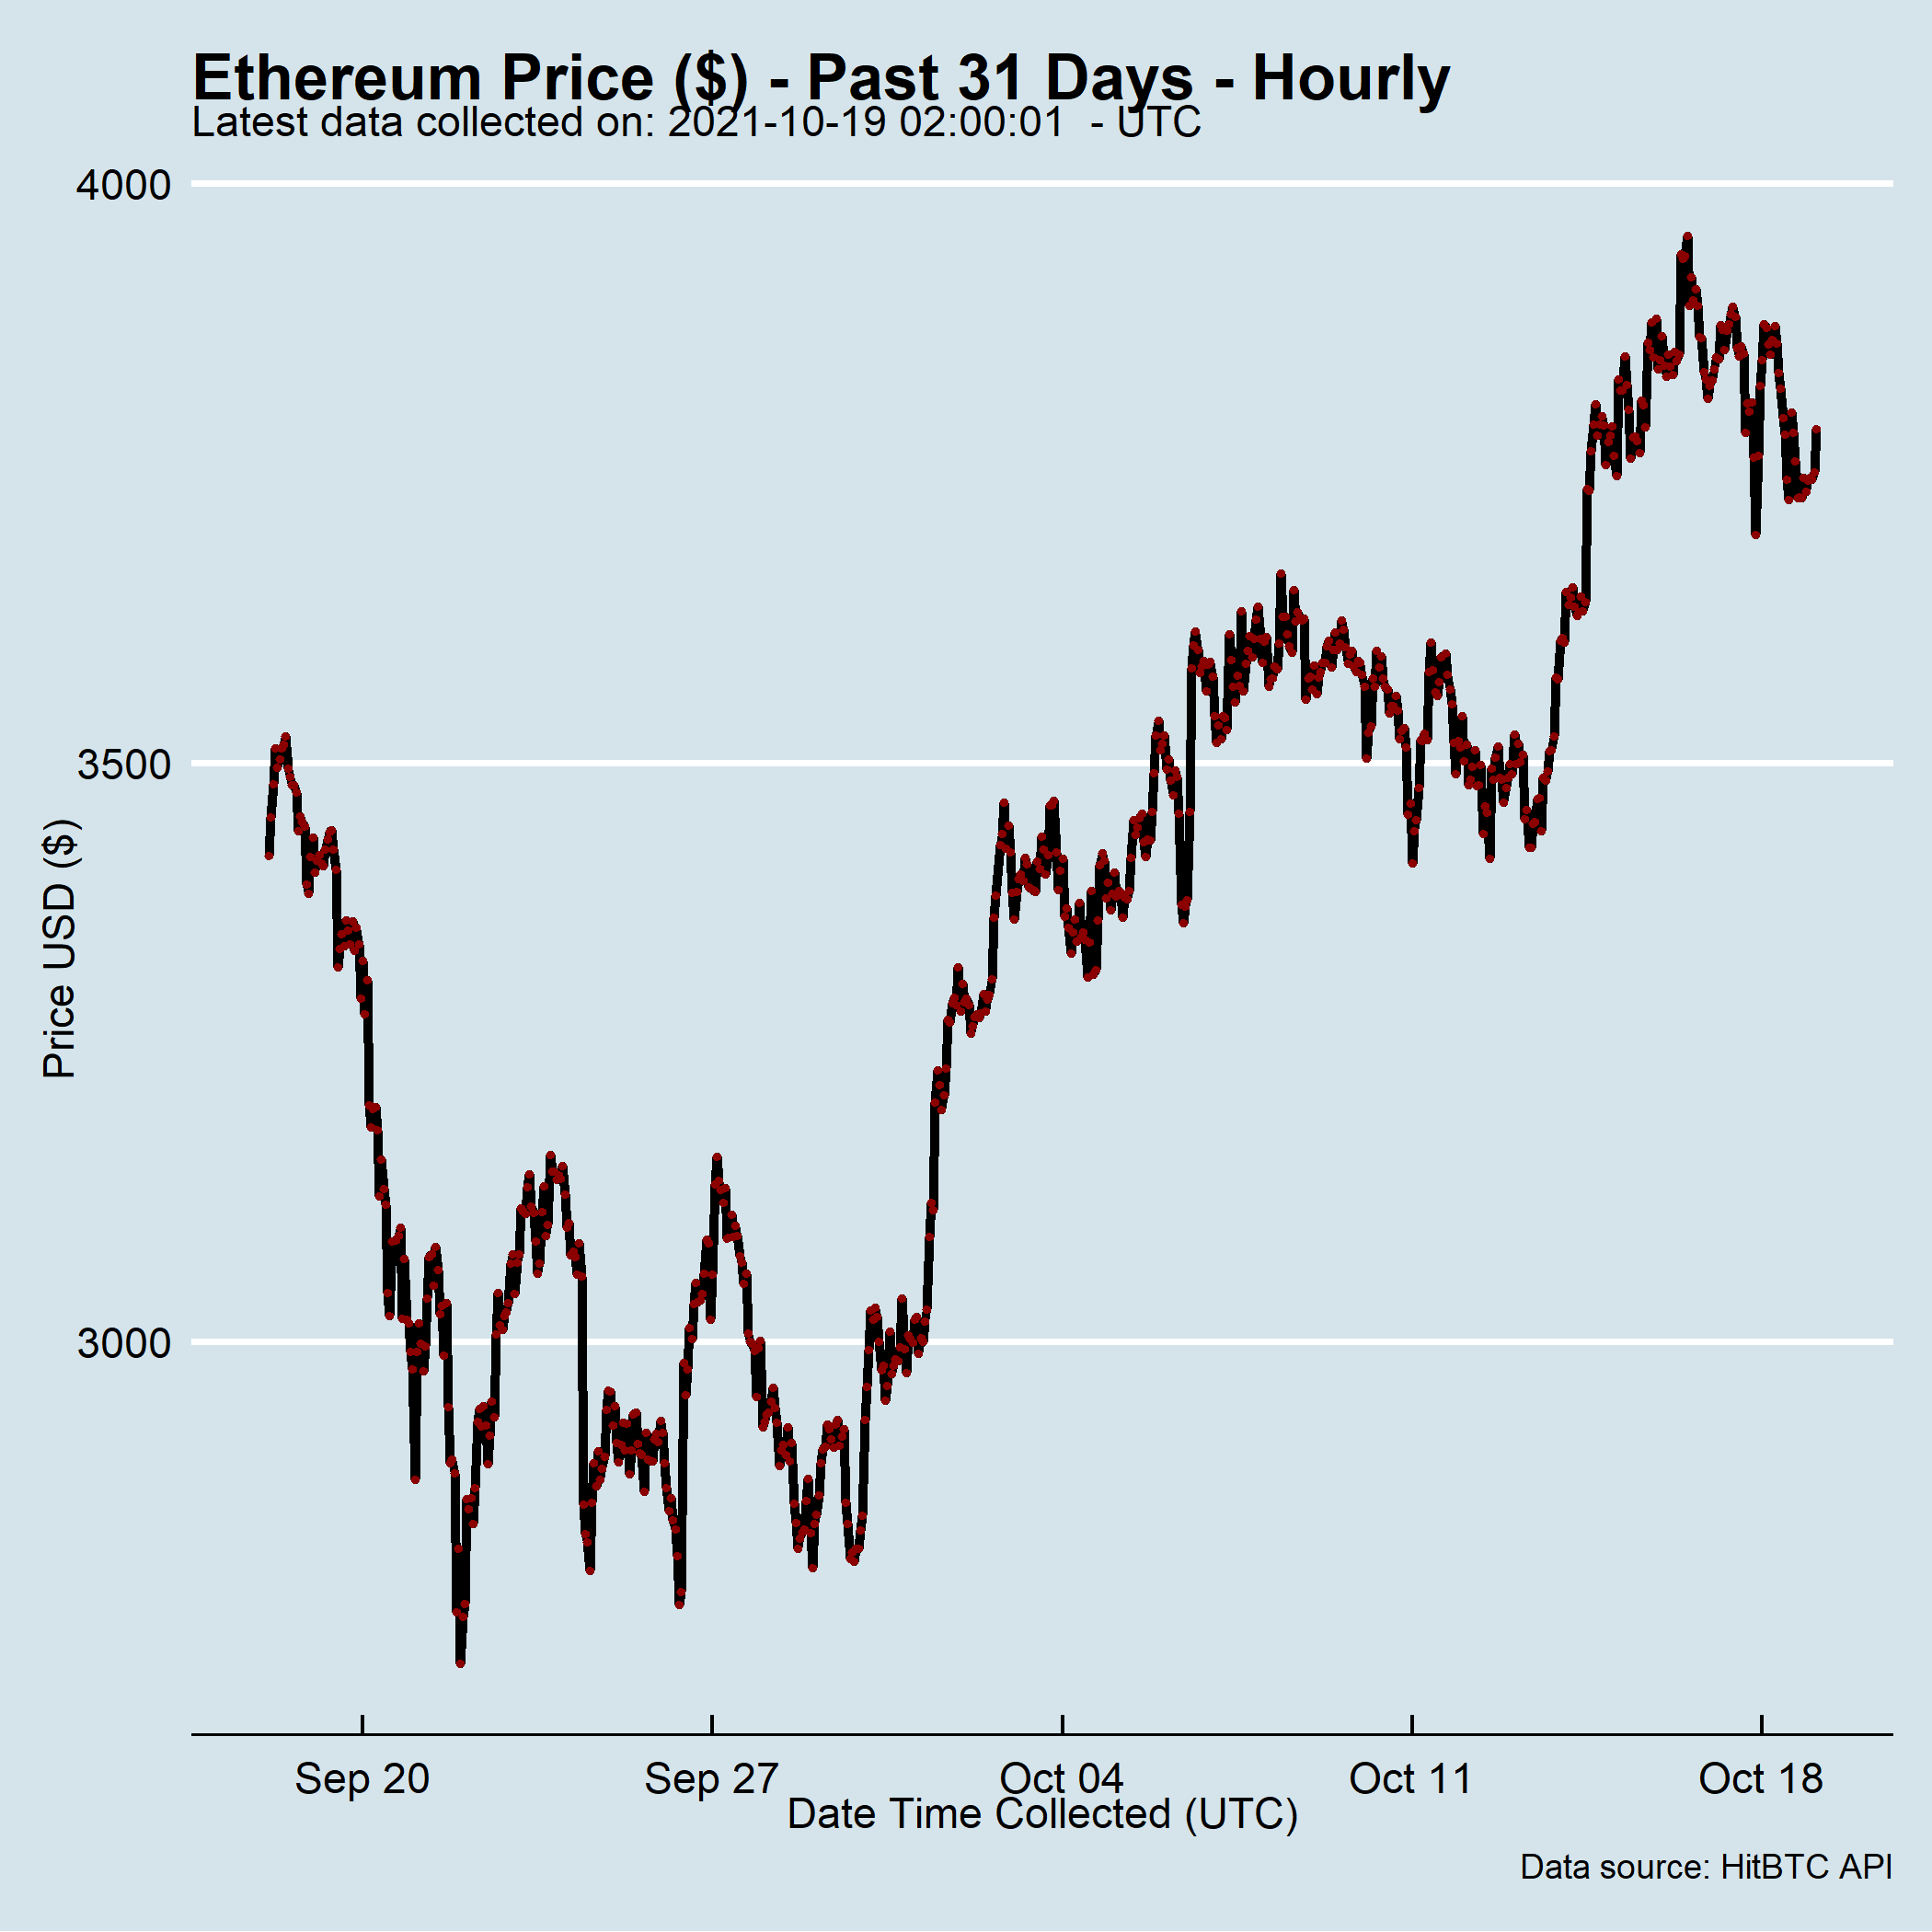 Ethereum Price ($) - Past 31 Days - Hourly
Latest data collected on: 2021-10-19 02:00:01  - UTC
4000
3500
3000
Price USD ($)
Sep 20 Sep 27 Oct 04 Oct 11 Oct 18
Date Time Collected (UTC)
Data source: HitBTC API